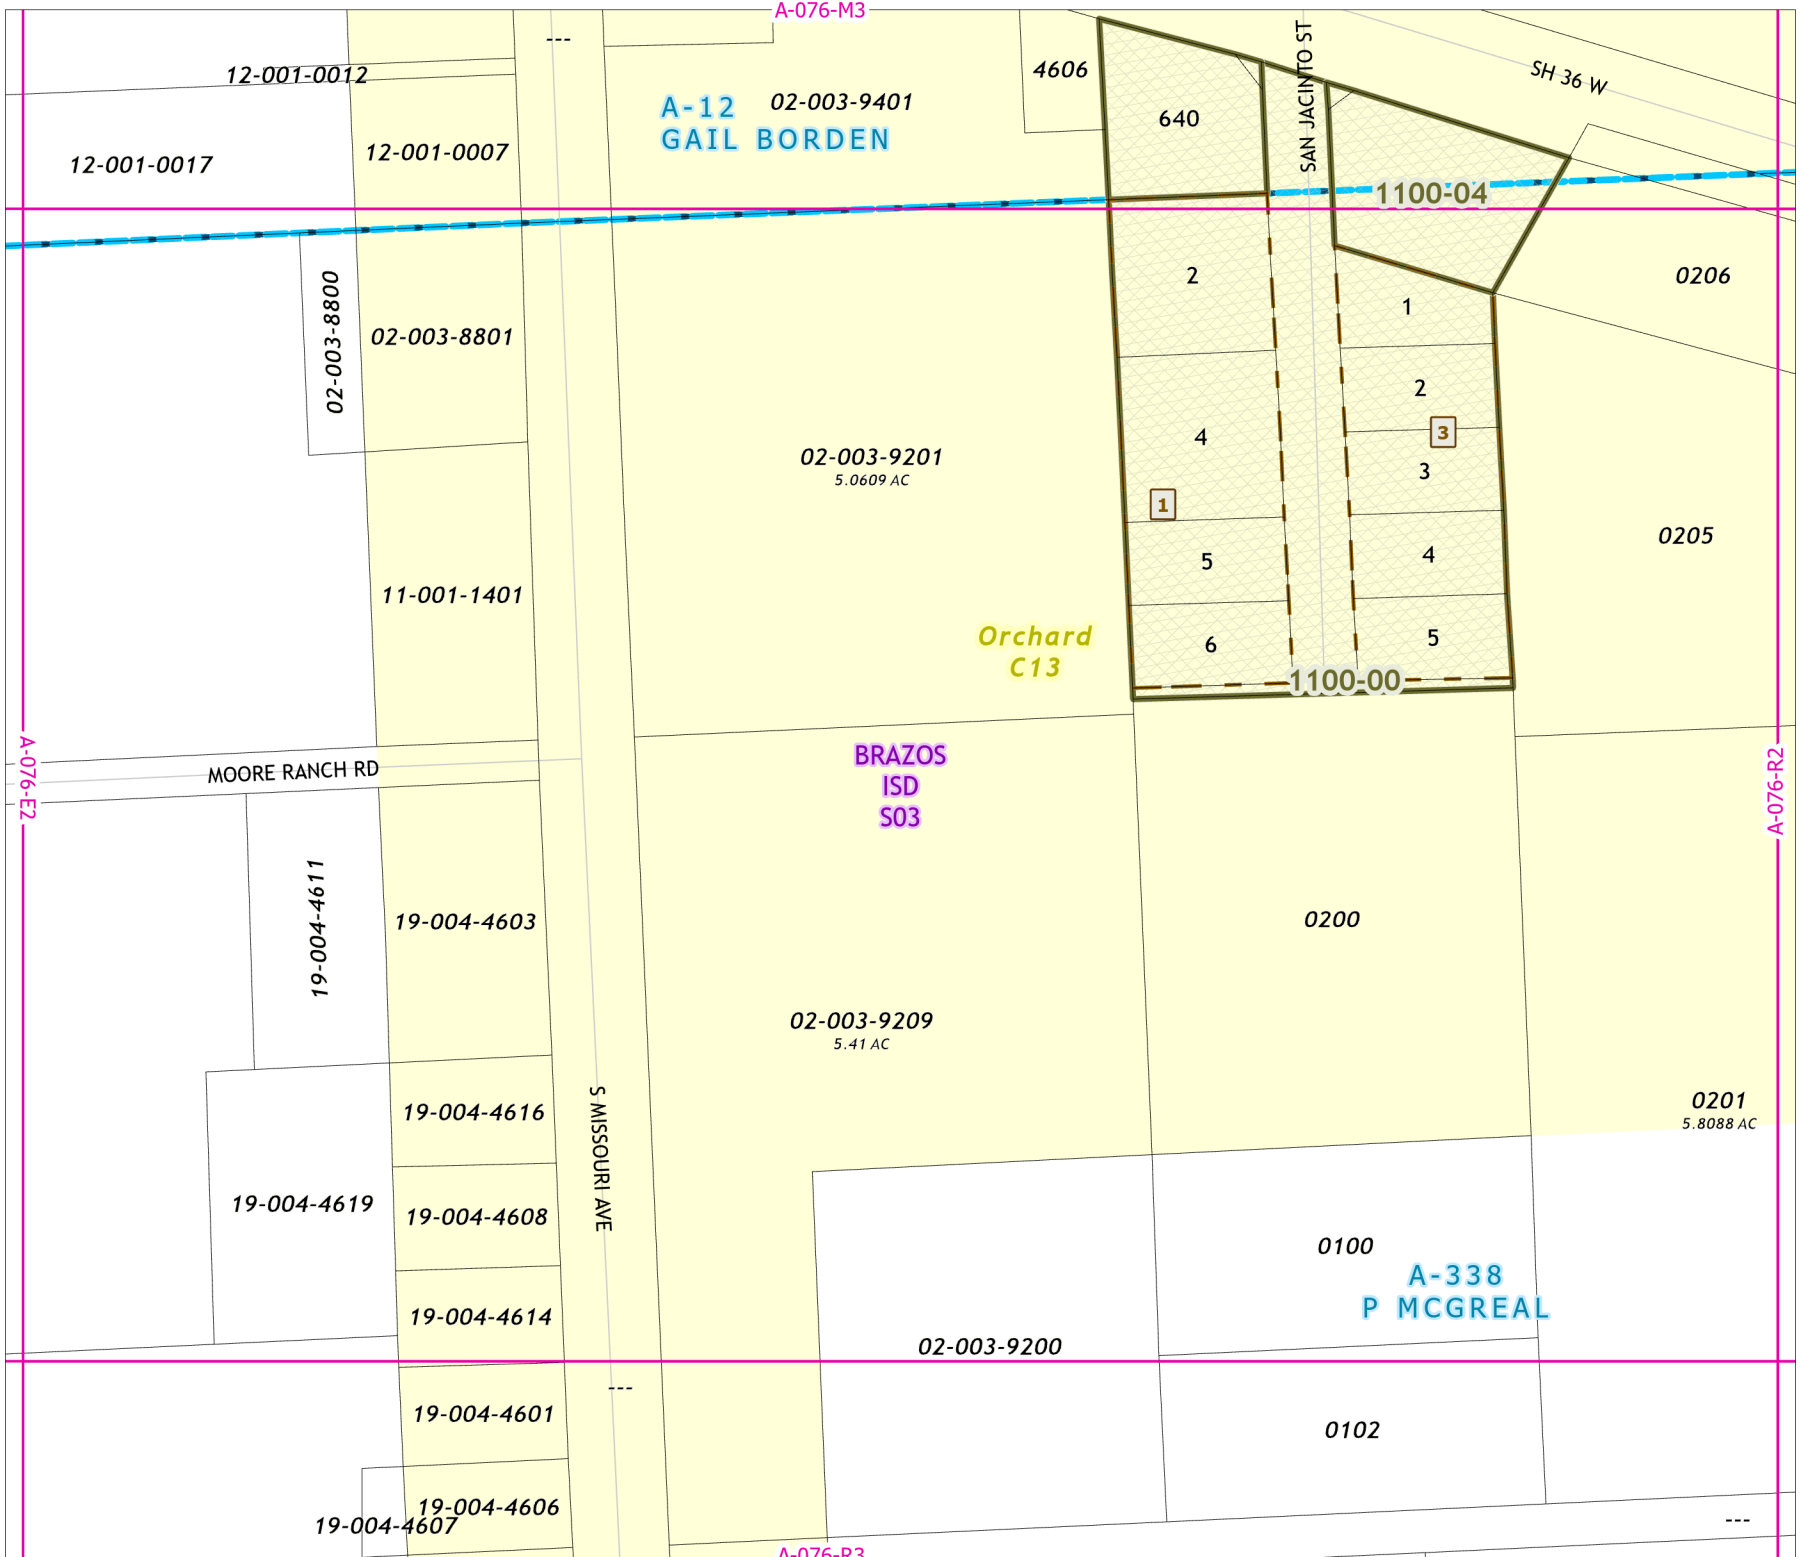 A-076-M3
---
SAN JACINTO ST
12-001-0012
4606
SH 36 W
A-12
GAIL BORDEN
02-003-9401
640
12-001-0017
12-001-0007
1100-04
02-003-8800
02-003-8801
2
0206
1
2
02-003-9201
5.0609 AC
4
3
3
1
0205
5
4
11-001-1401
Orchard
C13
6
5
1100-00
A-076-E2
MOORE RANCH RD
BRAZOS
ISD
S03
A-076-R2
19-004-4611
19-004-4603
0200
02-003-9209
5.41 AC
19-004-4616
S MISSOURI AVE
0201
5.8088 AC
19-004-4619
19-004-4608
0100
A-338
P MCGREAL
19-004-4614
02-003-9200
---
19-004-4601
0102
19-004-4606
19-004-4607
---
A-076-R3